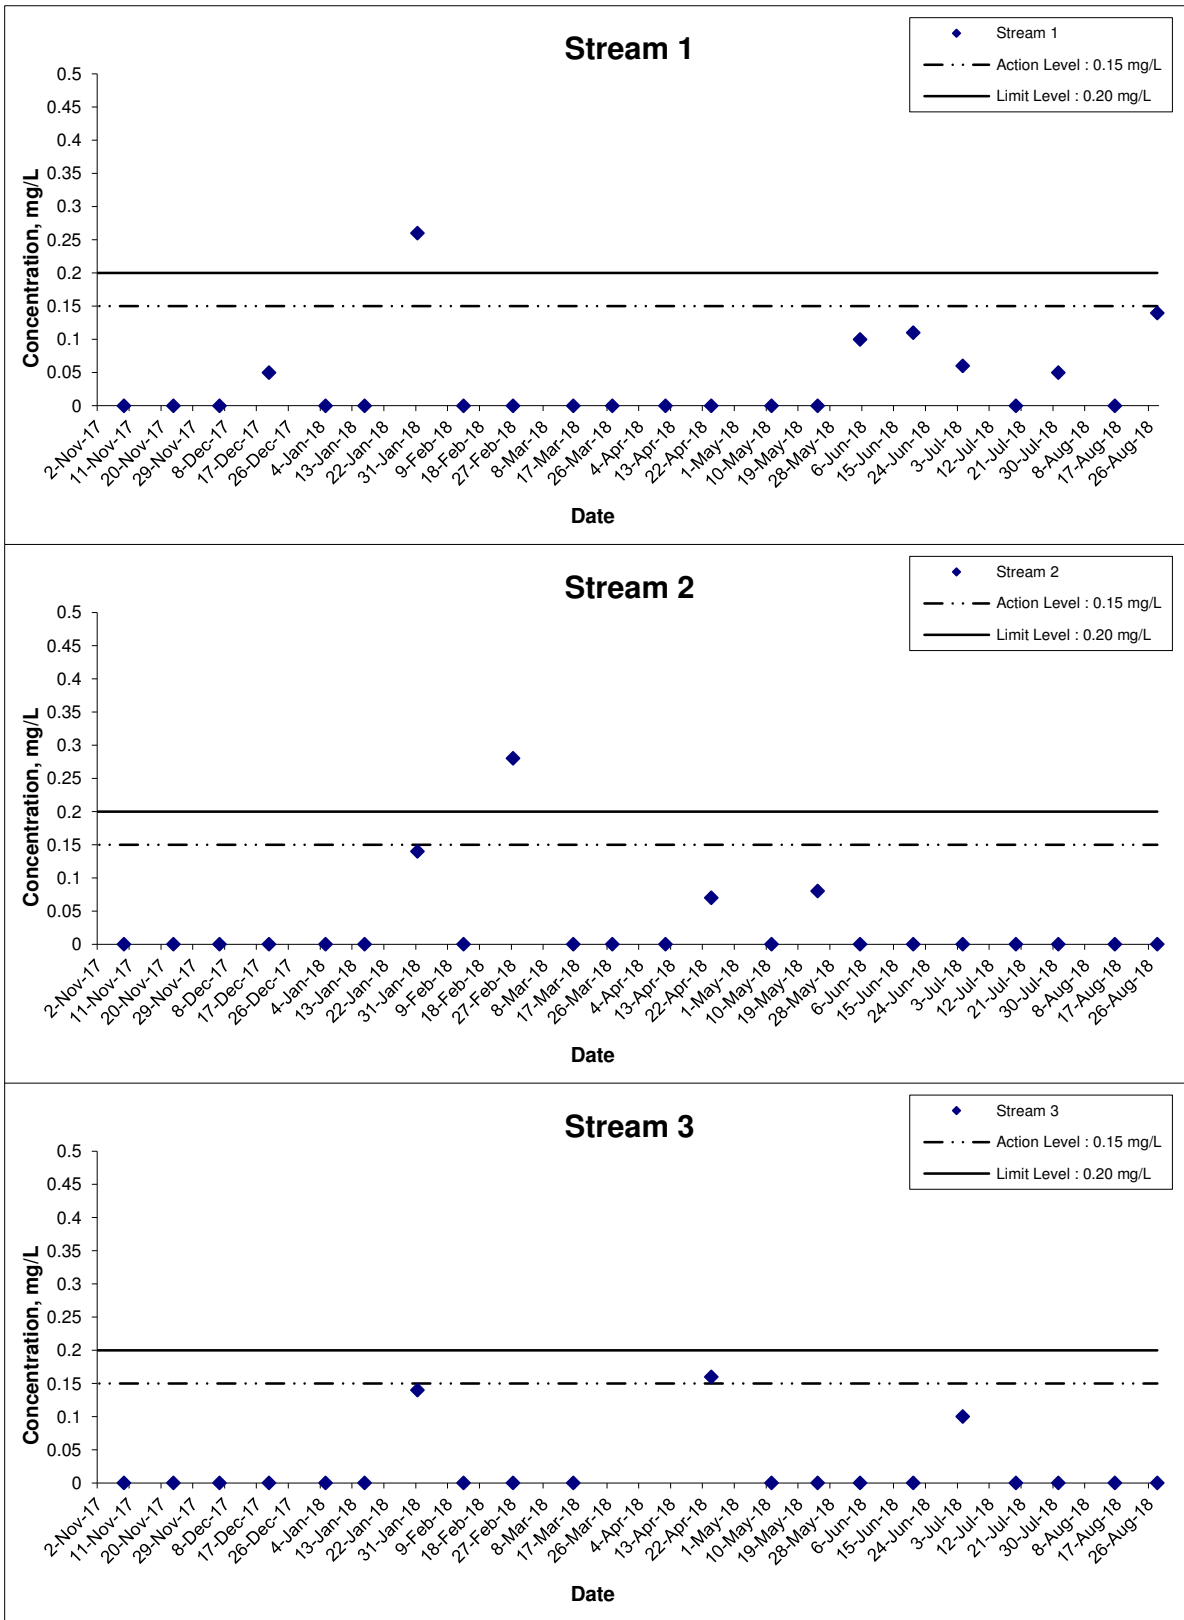 Stream 1
Stream 1
Action Level : 0.15 mg/L
Limit Level : 0.20 mg/L
Concentration, mg/L
0.5
0.45
0.4
0.35
0.3
0.25
0.2
0.15
0.1
0.05
0
2-Nov-17
11-Nov-17
20-Nov-17
29-Nov-17
8-Dec-17
17-Dec-17
26-Dec-17
4-Jan-18
13-Jan-18
22-Jan-18
31-Jan-18
9-Feb-18
18-Feb-18
27-Feb-18
8-Mar-18
17-Mar-18
26-Mar-18
4-Apr-18
13-Apr-18
22-Apr-18
1-May-18
10-May-18
19-May-18
28-May-18
6-Jun-18
15-Jun-18
24-Jun-18
3-Jul-18
12-Jul-18
21-Jul-18
30-Jul-18
8-Aug-18
17-Aug-18
26-Aug-18
Date
Stream 2
Stream 2
Action Level : 0.15 mg/L
Limit Level : 0.20 mg/L
Concentration, mg/L
0.5
0.45
0.4
0.35
0.3
0.25
0.2
0.15
0.1
0.05
0
2-Nov-17
11-Nov-17
20-Nov-17
29-Nov-17
8-Dec-17
17-Dec-17
26-Dec-17
4-Jan-18
13-Jan-18
22-Jan-18
31-Jan-18
9-Feb-18
18-Feb-18
27-Feb-18
8-Mar-18
17-Mar-18
26-Mar-18
4-Apr-18
13-Apr-18
22-Apr-18
1-May-18
10-May-18
19-May-18
28-May-18
6-Jun-18
15-Jun-18
24-Jun-18
3-Jul-18
12-Jul-18
21-Jul-18
30-Jul-18
8-Aug-18
17-Aug-18
26-Aug-18
Date
Stream 3
Stream 3
Action Level : 0.15 mg/L
Limit Level : 0.20 mg/L
Concentration, mg/L
0.5
0.45
0.4
0.35
0.3
0.25
0.2
0.15
0.1
0.05
0
2-Nov-17
11-Nov-17
20-Nov-17
29-Nov-17
8-Dec-17
17-Dec-17
26-Dec-17
4-Jan-18
13-Jan-18
22-Jan-18
31-Jan-18
9-Feb-18
18-Feb-18
27-Feb-18
8-Mar-18
17-Mar-18
26-Mar-18
4-Apr-18
13-Apr-18
22-Apr-18
1-May-18
10-May-18
19-May-18
28-May-18
6-Jun-18
15-Jun-18
24-Jun-18
3-Jul-18
12-Jul-18
21-Jul-18
30-Jul-18
8-Aug-18
17-Aug-18
26-Aug-18
Date